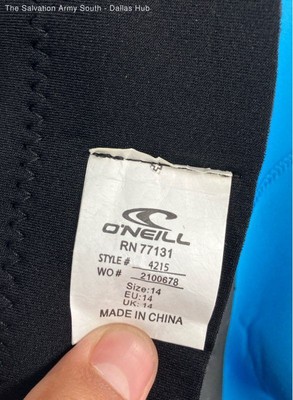 The Salvation Army South - Dallas Hub
O'NEILL
RN 77131
STYLE # 4215
WO # 2100678
Size: 14
EU: 14
UK: 14
MADE IN CHINA